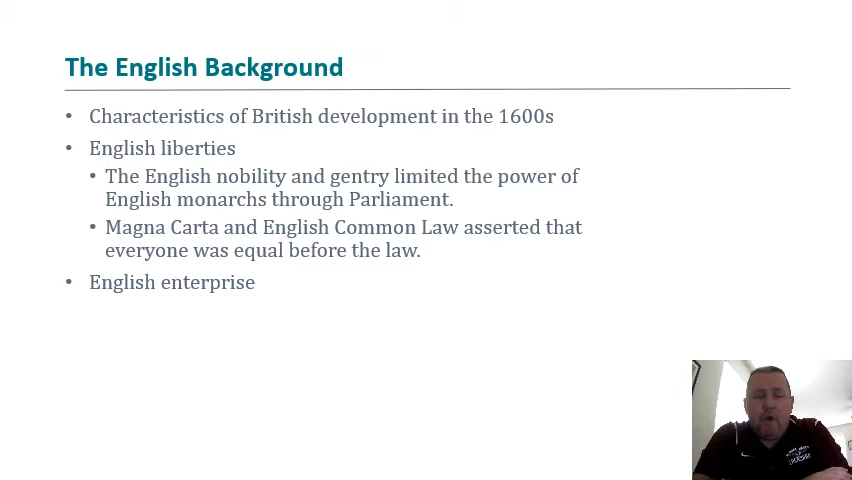 The English Background
• Characteristics of British development in the 1600s
• English liberties
• The English nobility and gentry limited the power of
English monarchs through Parliament.
• Magna Carta and English Common Law asserted that
everyone was equal before the law.
• English enterprise